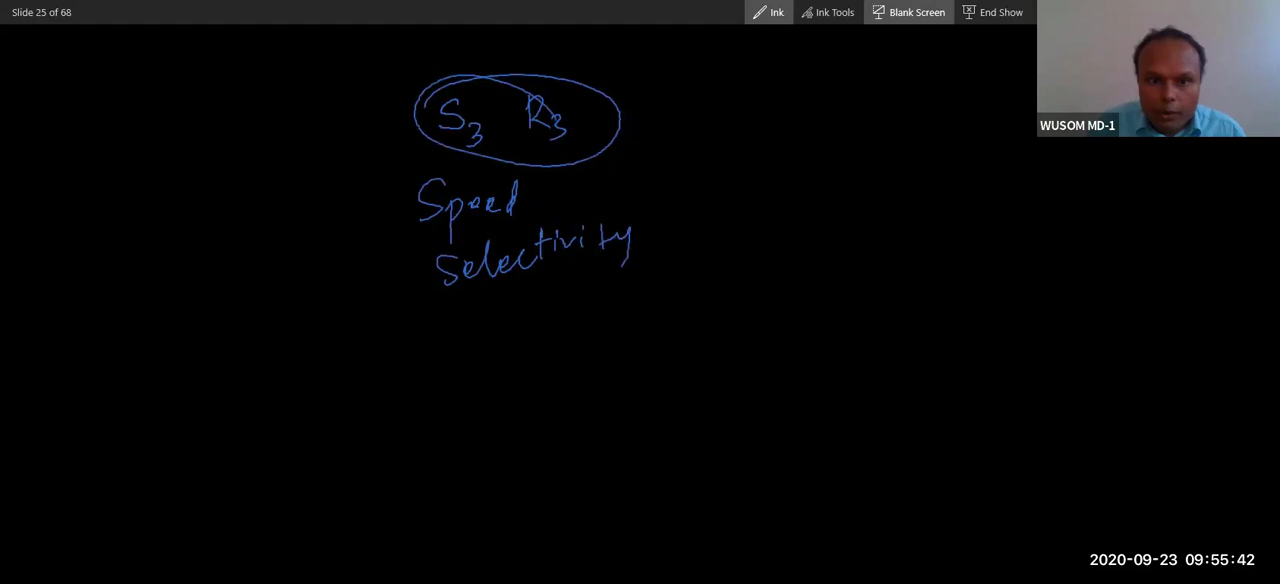 Slide 25 of 68
Ink
Ink Tools
Blank Screen
End Show
WUSOM MD-1
S3 R3
Speed
Selectivity
2020-09-23 09:55:42